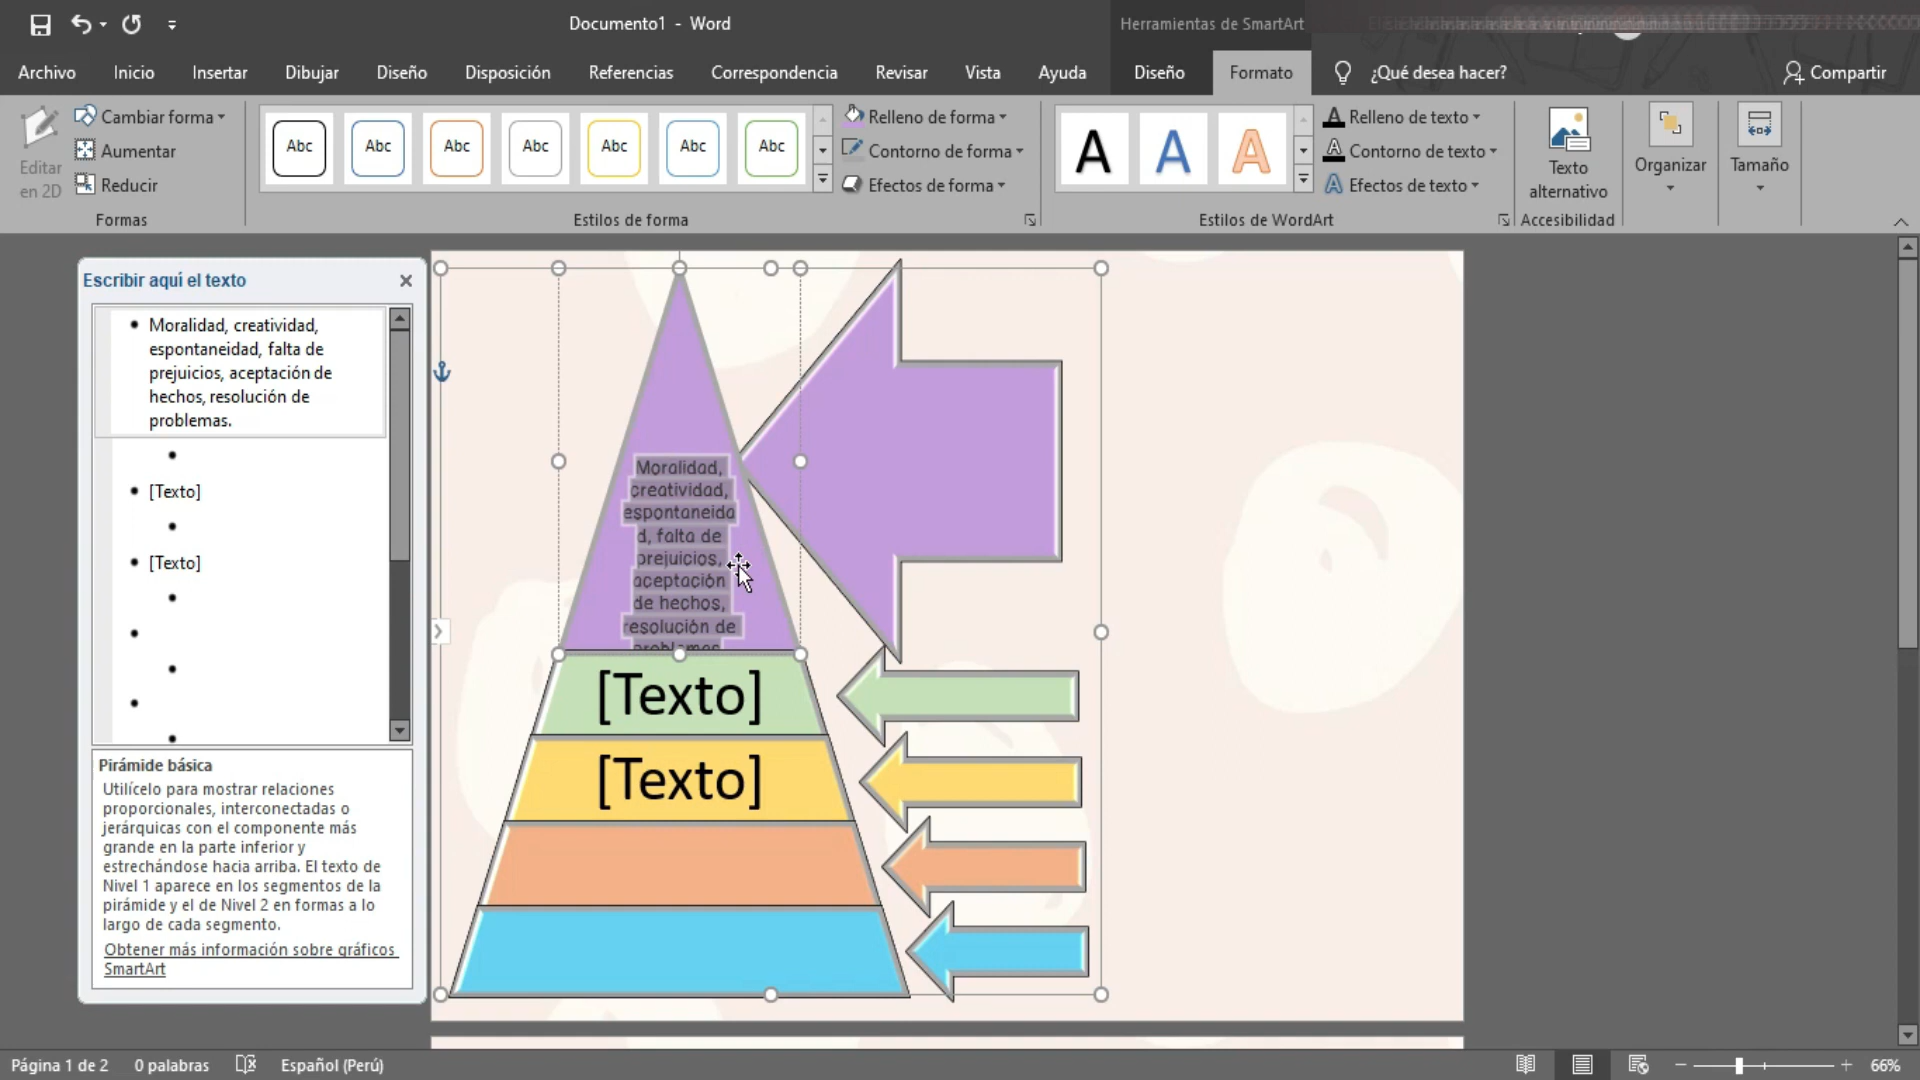 Documento1 - Word
Herramientas de SmartArt
Archivo
Inicio
Insertar
Dibujar
Diseño
Disposición
Referencias
Correspondencia
Revisar
Vista
Ayuda
Diseño
Formato
¿Qué desea hacer?
Compartir
Editar
en 2D
Cambiar forma
Aumentar
Reducir
Formas
Abc
Abc
Abc
Abc
Abc
Abc
Abc
Relleno de forma
Contorno de forma
Efectos de forma
Estilos de forma
A
A
A
Relleno de texto
Contorno de texto
Efectos de texto
Estilos de WordArt
Texto
alternativo
Accesibilidad
Organizar
Tamaño
Escribir aquí el texto
Moralidad, creatividad,
espontaneidad, falta de
prejuicios, aceptación de
hechos, resolución de
problemas.
[Texto]
[Texto]
Pirámide básica
Utilícelo para mostrar relaciones
proporcionales, interconectadas o
jerárquicas con el componente más
grande en la parte inferior y
estrechándose hacia arriba. El texto de
Nivel 1 aparece en los segmentos de la
pirámide y el de Nivel 2 en formas a lo
largo de cada segmento.
Obtener más información sobre gráficos
SmartArt
Moralidad,
creatividad,
espontaneida
d, falta de
prejuicios,
aceptación
de hechos,
resolución de
problemas.
[Texto]
[Texto]
Página 1 de 2
0 palabras
Español (Perú)
66%